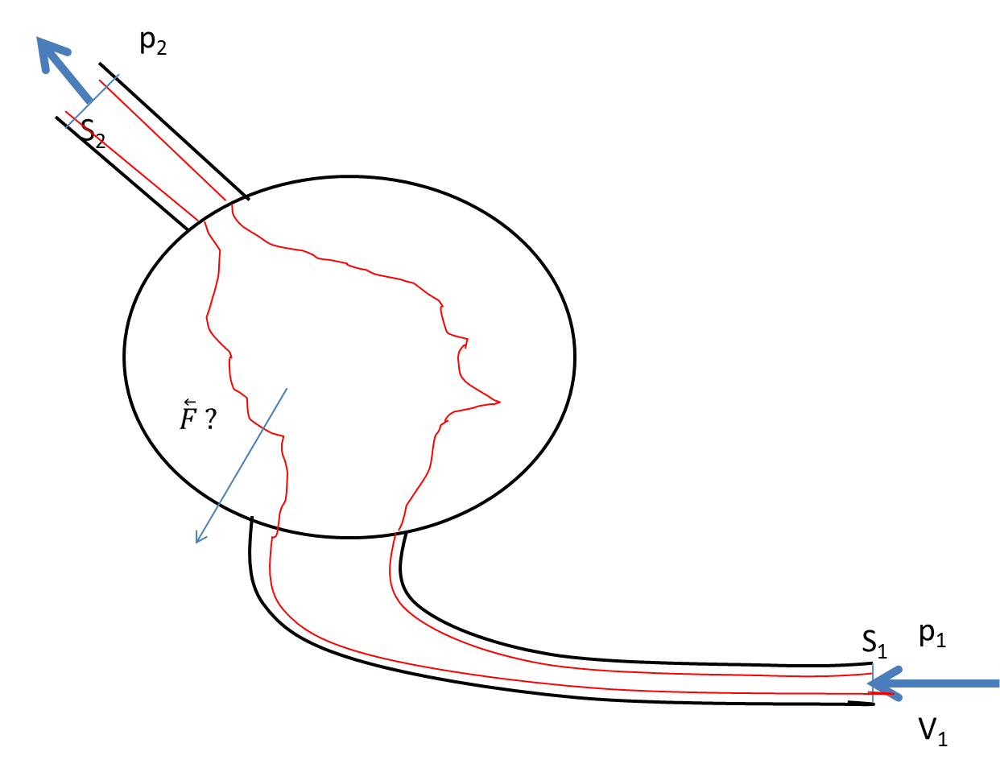 p₂
S₂
F⃖ ?
S₁
p₁
V₁